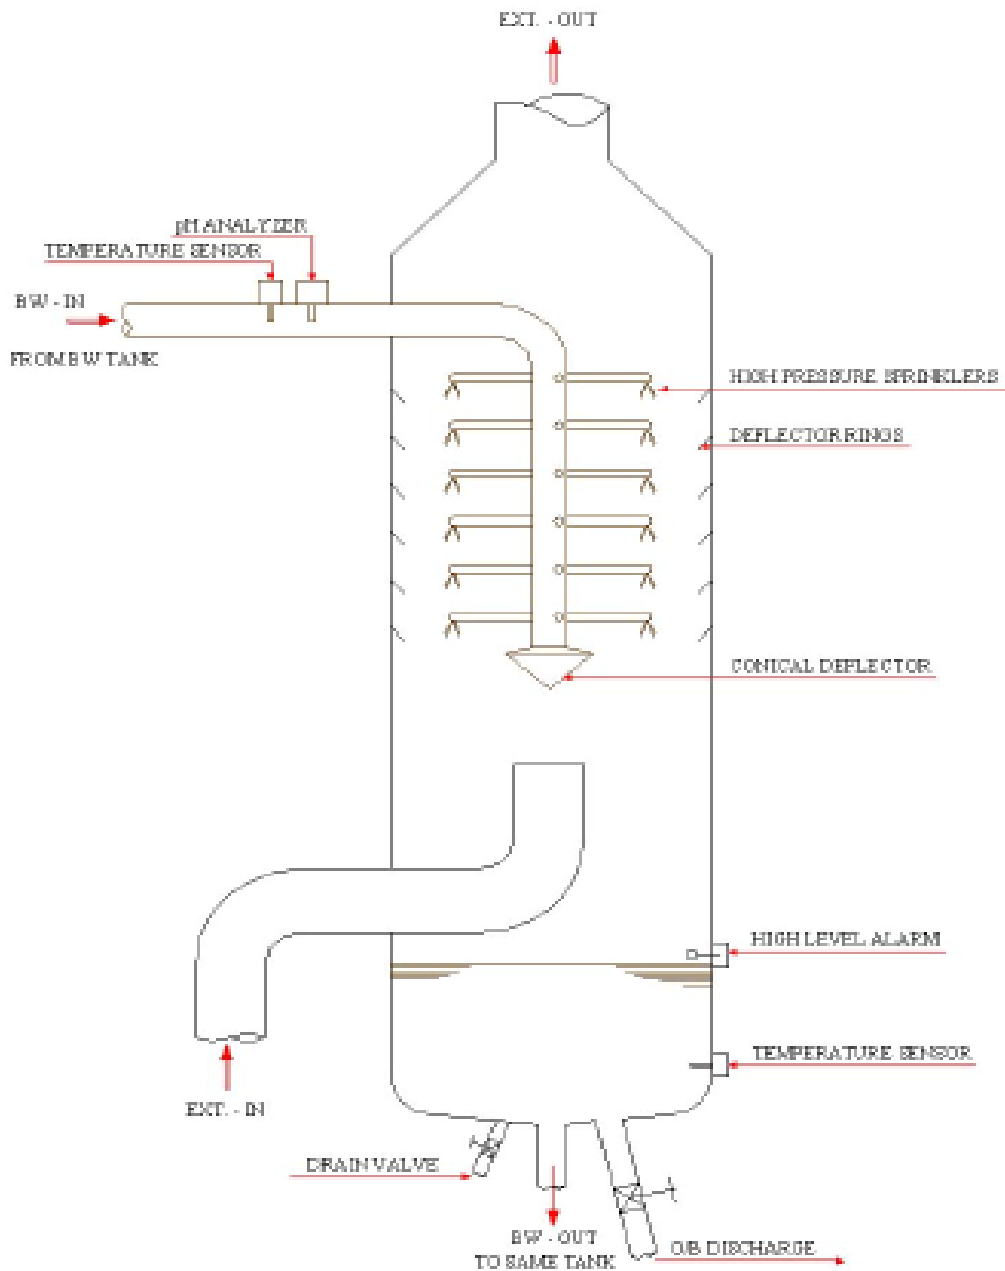 EXT. - OUT
pH ANALYZER
TEMPERATURE SENSOR
BW - IN
FROM BW TANK
HIGH PRESSURE SPRINKLERS
DEFLECTOR RINGS
CONICAL DEFLECTOR
HIGH LEVEL ALARM
TEMPERATURE SENSOR
EXT. - IN
DRAIN VALVE
BW - OUT
TO SAME TANK
O/B DISCHARGE